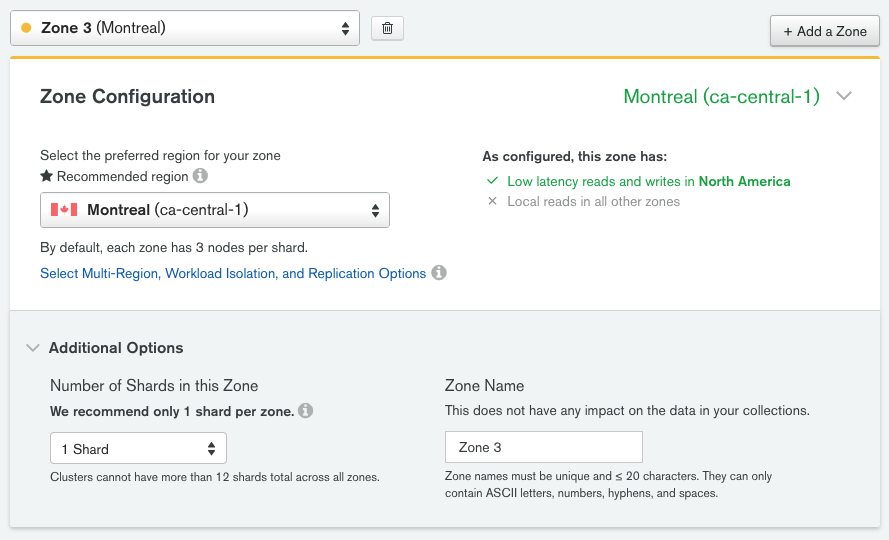 Zone 3 (Montreal)
+ Add a Zone
Zone Configuration
Montreal (ca-central-1)
Select the preferred region for your zone
★ Recommended region i
Montreal (ca-central-1)
By default, each zone has 3 nodes per shard.
Select Multi-Region, Workload Isolation, and Replication Options i
As configured, this zone has:
✓ Low latency reads and writes in North America
× Local reads in all other zones
Additional Options
Number of Shards in this Zone
We recommend only 1 shard per zone. i
1 Shard
Clusters cannot have more than 12 shards total across all zones.
Zone Name
This does not have any impact on the data in your collections.
Zone 3
Zone names must be unique and ≤ 20 characters. They can only
contain ASCII letters, numbers, hyphens, and spaces.